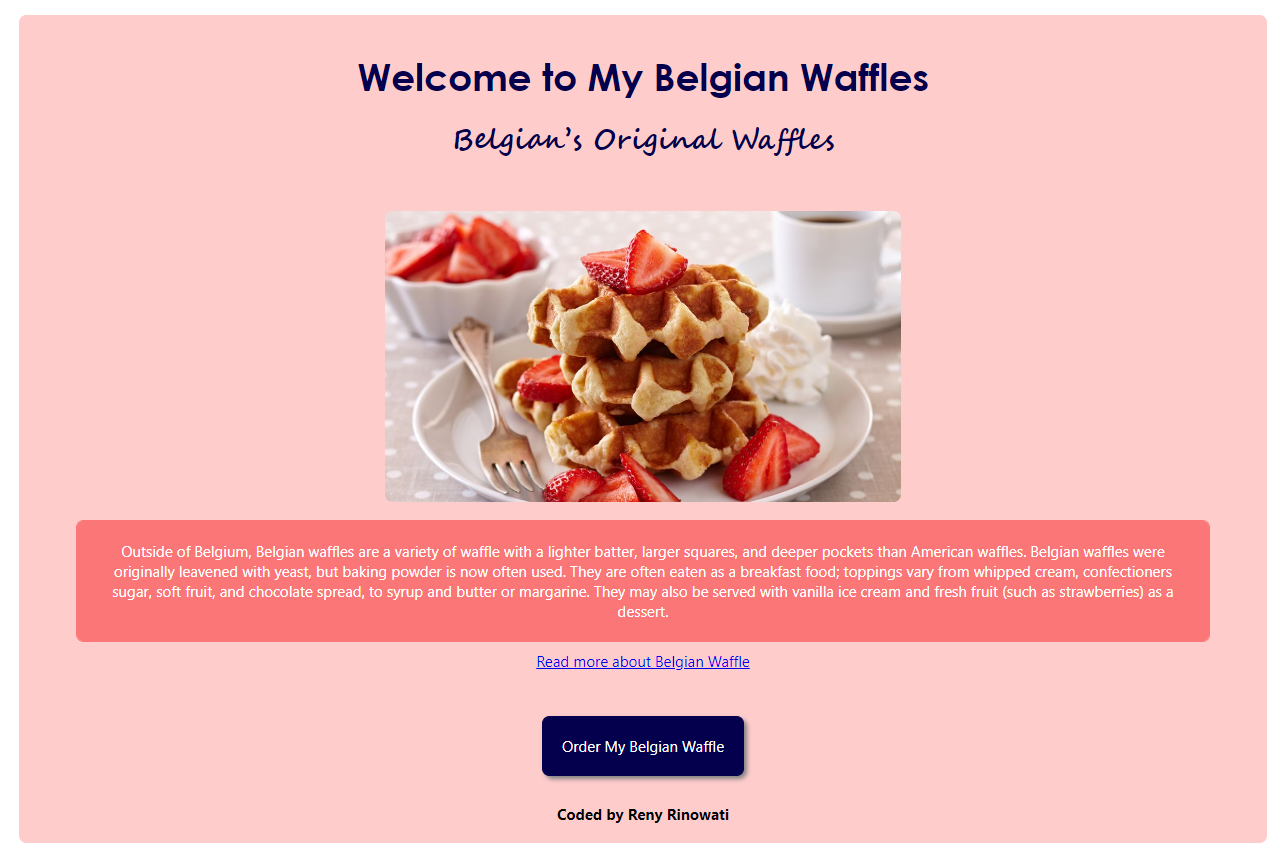 Welcome to My Belgian Waffles
Belgian’s Original Waffles
Outside of Belgium, Belgian waffles are a variety of waffle with a lighter batter, larger squares, and deeper pockets than American waffles. Belgian waffles were
originally leavened with yeast, but baking powder is now often used. They are often eaten as a breakfast food; toppings vary from whipped cream, confectioners
sugar, soft fruit, and chocolate spread, to syrup and butter or margarine. They may also be served with vanilla ice cream and fresh fruit (such as strawberries) as a
dessert.
Read more about Belgian Waffle
Order My Belgian Waffle
Coded by Reny Rinowati